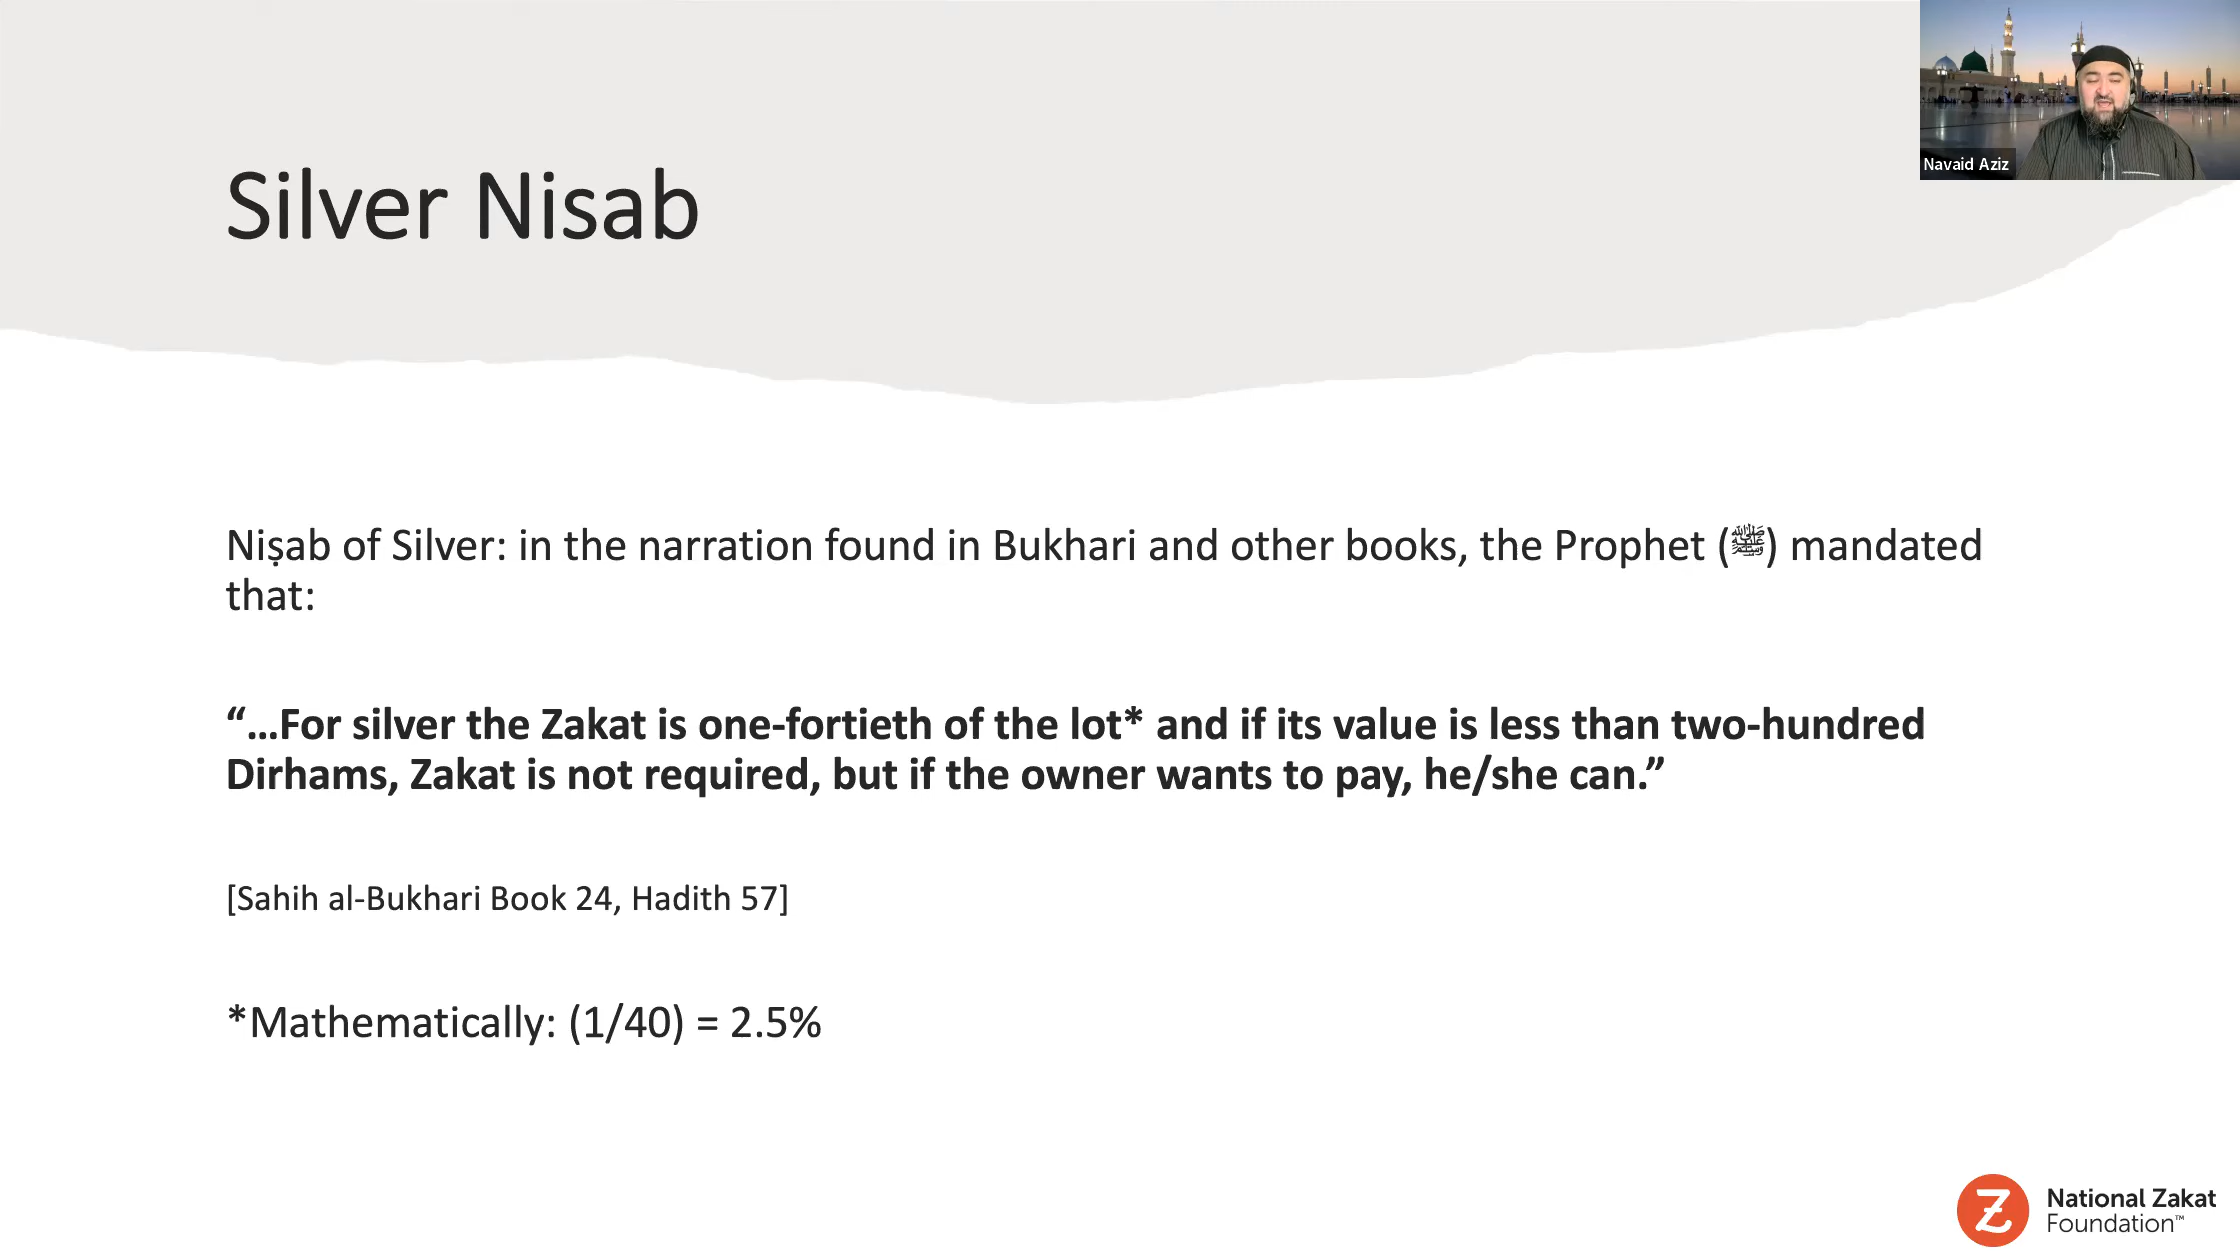 Navaid Aziz
Silver Nisab
Niṣab of Silver: in the narration found in Bukhari and other books, the Prophet (ﷺ) mandated
that:
“...For silver the Zakat is one-fortieth of the lot* and if its value is less than two-hundred
Dirhams, Zakat is not required, but if the owner wants to pay, he/she can.”
[Sahih al-Bukhari Book 24, Hadith 57]
*Mathematically: (1/40) = 2.5%
National Zakat
Foundation™